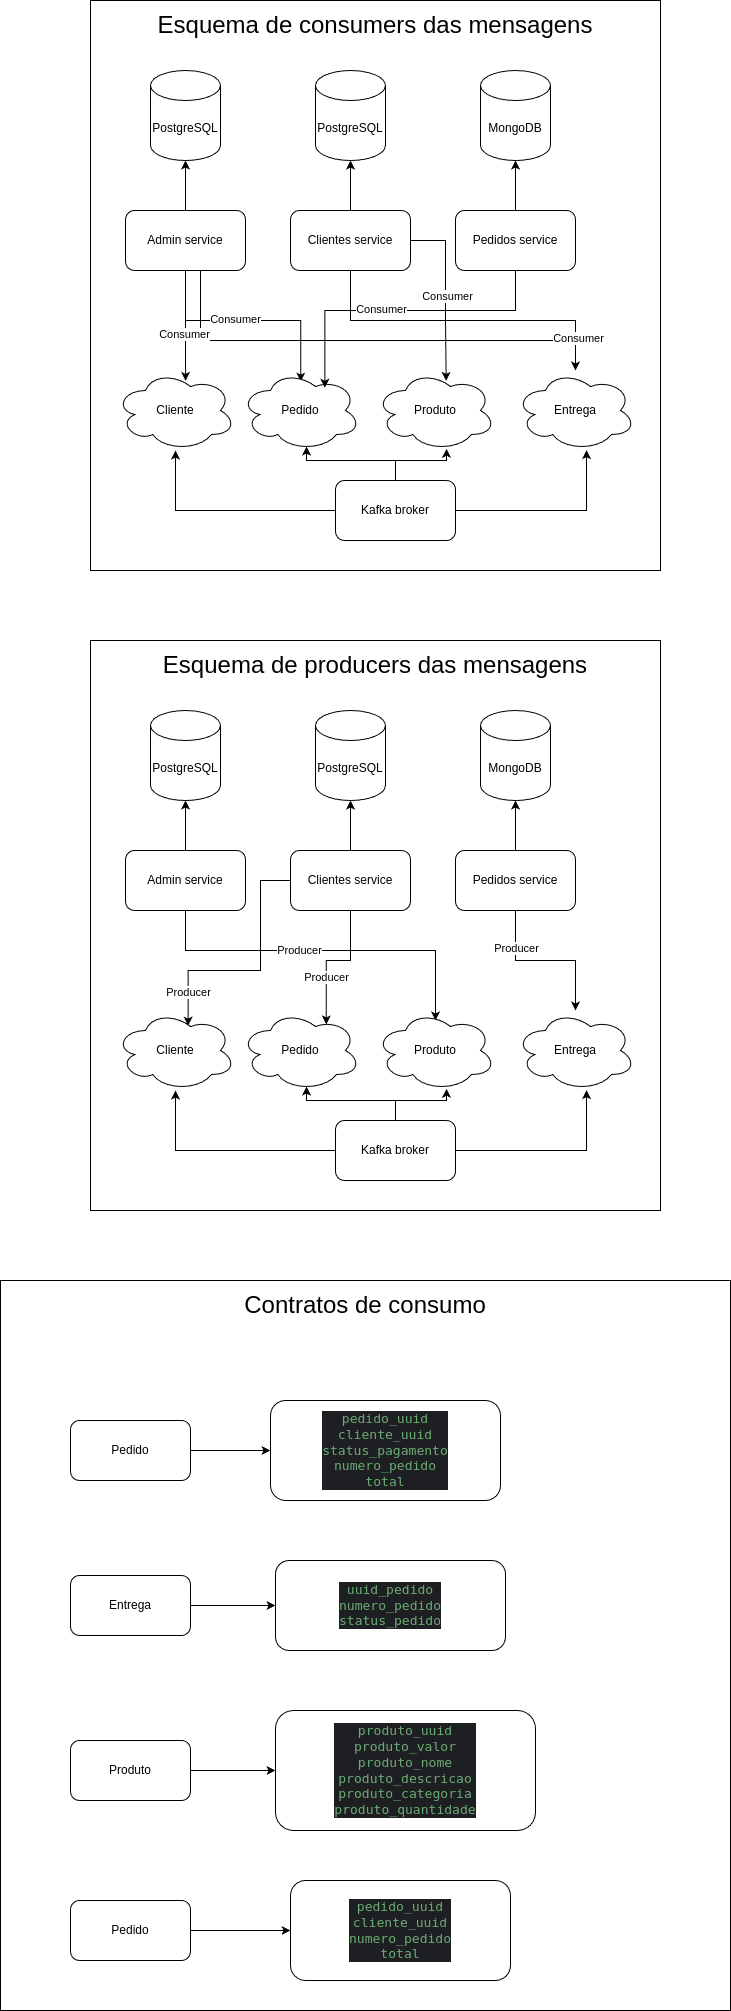 Esquema de consumers das mensagens
PostgreSQL
PostgreSQL
MongoDB
Admin service
Clientes service
Pedidos service
Consumer
Consumer
Consumer
Consumer
Consumer
Cliente
Pedido
Produto
Entrega
Kafka broker
Esquema de producers das mensagens
PostgreSQL
PostgreSQL
MongoDB
Admin service
Clientes service
Pedidos service
Producer
Producer
Producer
Producer
Cliente
Pedido
Produto
Entrega
Kafka broker
Contratos de consumo
Pedido
pedido_uuid
cliente_uuid
status_pagamento
numero_pedido
total
Entrega
uuid_pedido
numero_pedido
status_pedido
Produto
produto_uuid
produto_valor
produto_nome
produto_descricao
produto_categoria
produto_quantidade
Pedido
pedido_uuid
cliente_uuid
numero_pedido
total